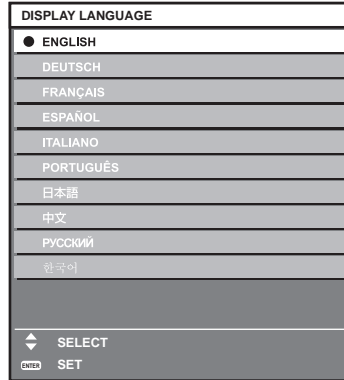 DISPLAY LANGUAGE
ENGLISH
DEUTSCH
FRANÇAIS
ESPAÑOL
ITALIANO
PORTUGUÊS
日本語
中文
РУССКИЙ
한국어
SELECT
ENTER SET